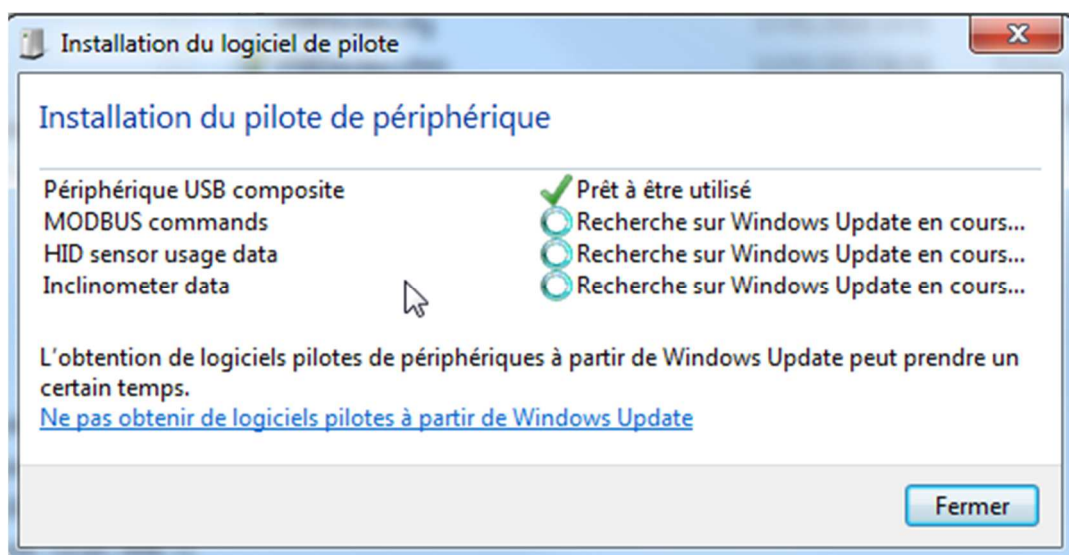 Installation du logiciel de pilote
Installation du pilote de périphérique
Périphérique USB composite Prêt à être utilisé
MODBUS commands Recherche sur Windows Update en cours...
HID sensor usage data Recherche sur Windows Update en cours...
Inclinometer data Recherche sur Windows Update en cours...
L'obtention de logiciels pilotes de périphériques à partir de Windows Update peut prendre un
certain temps.
Ne pas obtenir de logiciels pilotes à partir de Windows Update
Fermer